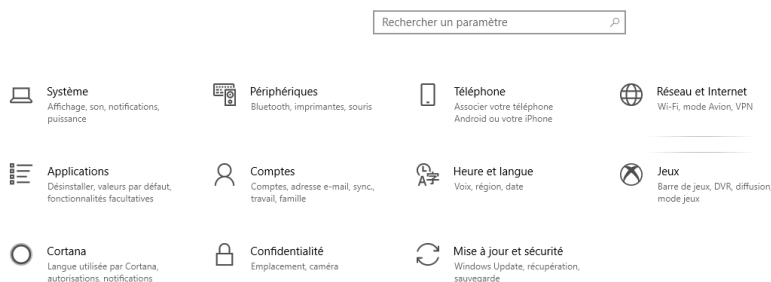 Rechercher un paramètre
Système
Affichage, son, notifications,
puissance
Périphériques
Bluetooth, imprimantes, souris
Téléphone
Associer votre téléphone
Android ou votre iPhone
Réseau et Internet
Wi-Fi, mode Avion, VPN
Applications
Désinstaller, valeurs par défaut,
fonctionnalités facultatives
Comptes
Comptes, adresse e-mail, sync.,
travail, famille
Heure et langue
Voix, région, date
Jeux
Barre de jeux, DVR, diffusion,
mode jeux
Cortana
Langue utilisée par Cortana,
autorisations, notifications
Confidentialité
Emplacement, caméra
Mise à jour et sécurité
Windows Update, récupération,
sauvegarde